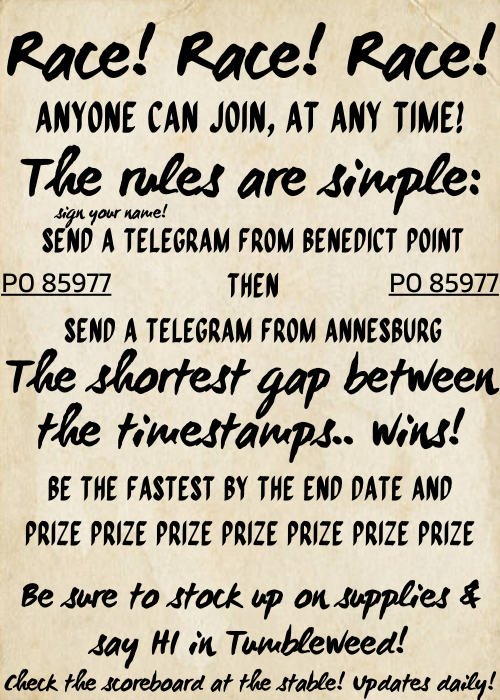 Race! Race! Race!
ANYONE CAN JOIN, AT ANY TIME!
The rules are simple:
sign your name!
SEND A TELEGRAM FROM BENEDICT POINT
PO 85977 THEN PO 85977
SEND A TELEGRAM FROM ANNESBURG
The shortest gap between
the timestamps.. wins!
BE THE FASTEST BY THE END DATE AND
PRIZE PRIZE PRIZE PRIZE PRIZE PRIZE PRIZE
Be sure to stock up on supplies &
say HI in Tumbleweed!
Check the scoreboard at the stable! Updates daily!